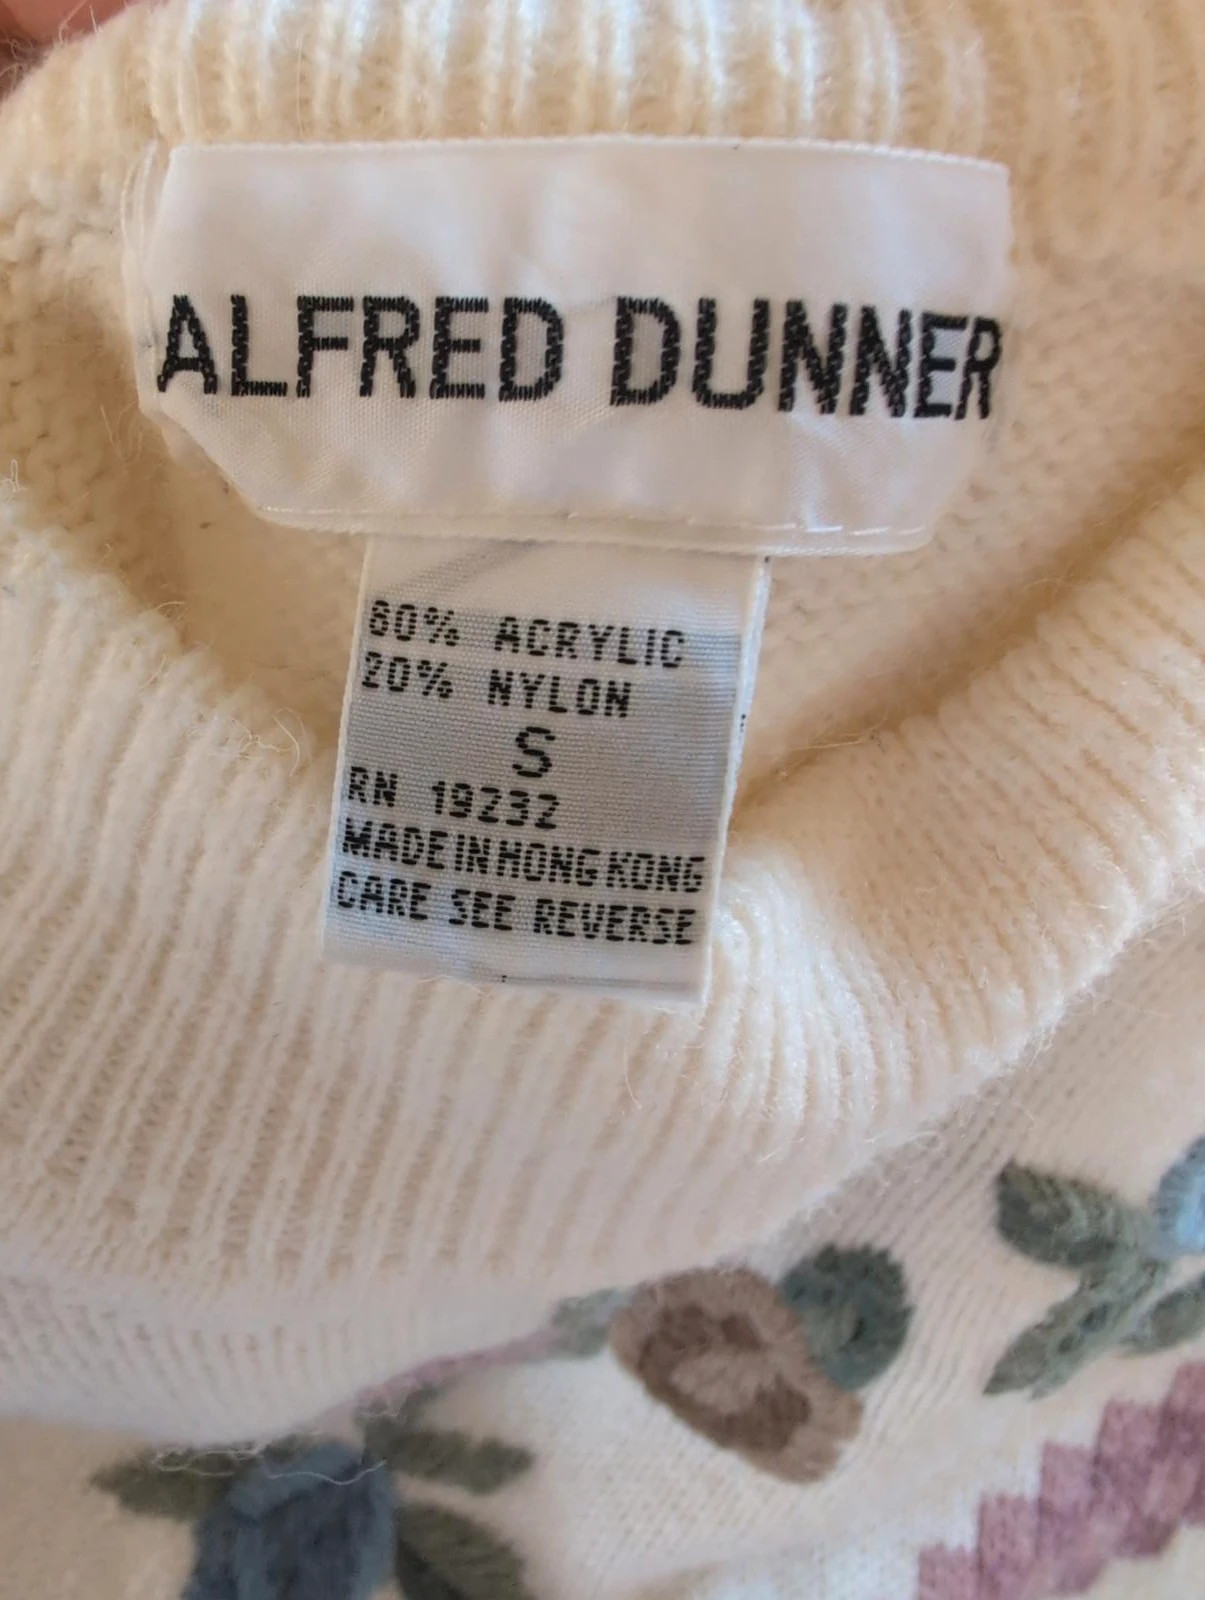 ALFRED DUNNER
80% ACRYLIC
20% NYLON
S
RN 19232
MADE IN HONG KONG
CARE SEE REVERSE